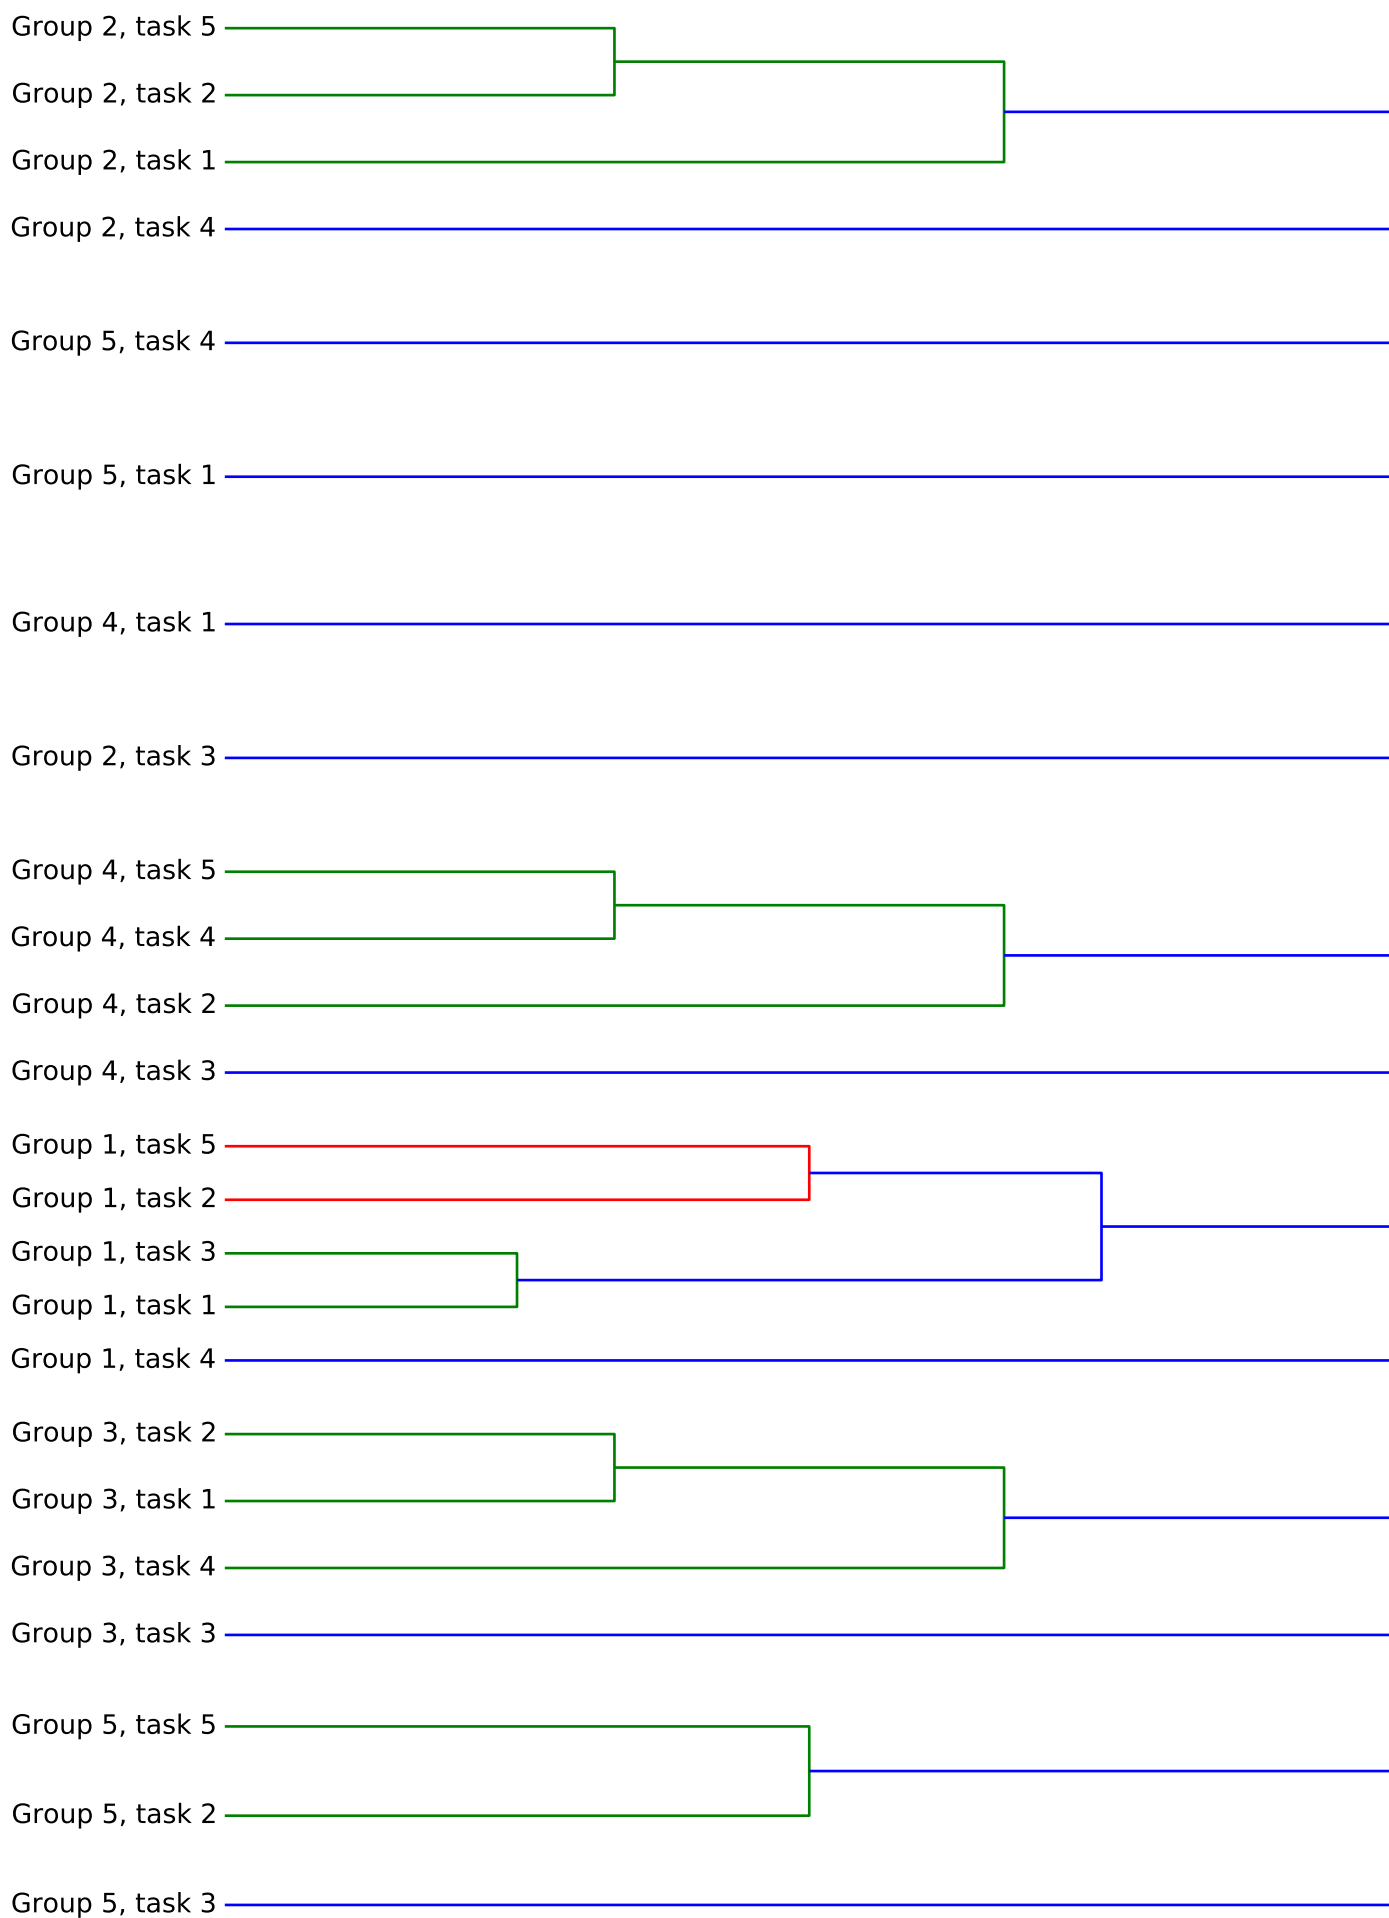 Group 2, task 5
Group 2, task 2
Group 2, task 1
Group 2, task 4
Group 5, task 4
Group 5, task 1
Group 4, task 1
Group 2, task 3
Group 4, task 5
Group 4, task 4
Group 4, task 2
Group 4, task 3
Group 1, task 5
Group 1, task 2
Group 1, task 3
Group 1, task 1
Group 1, task 4
Group 3, task 2
Group 3, task 1
Group 3, task 4
Group 3, task 3
Group 5, task 5
Group 5, task 2
Group 5, task 3